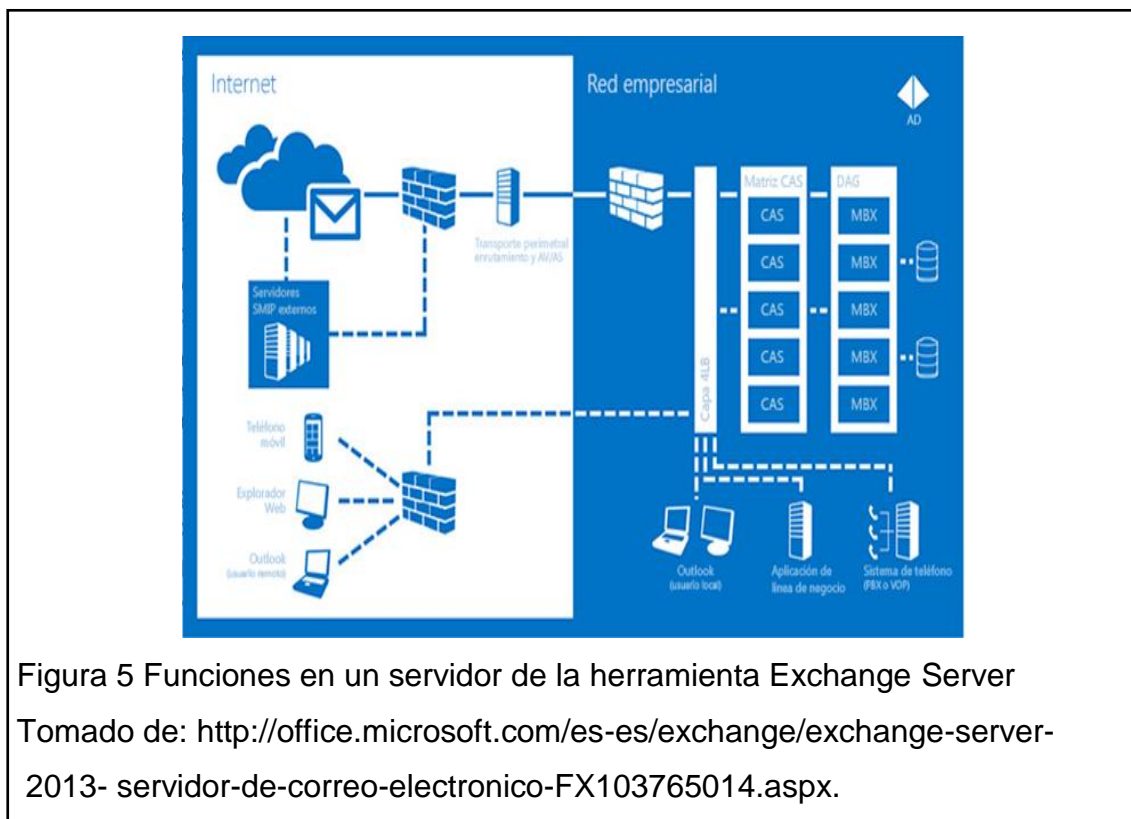 Internet
Red empresarial
AD
Matriz CAS
DAG
CAS
MBX
CAS
MBX
CAS
MBX
CAS
MBX
CAS
MBX
Transporte perimetral
enrutamiento y AV/AS
Servidores
SMIP externos
Capa 4LB
Teléfono
móvil
Explorador
Web
Outlook
(usuario remoto)
Outlook
(usuario local)
Aplicación de
línea de negocio
Sistema de teléfono
(PBX o VOP)
Figura 5 Funciones en un servidor de la herramienta Exchange Server
Tomado de: http://office.microsoft.com/es-es/exchange/exchange-server-
2013- servidor-de-correo-electronico-FX103765014.aspx.